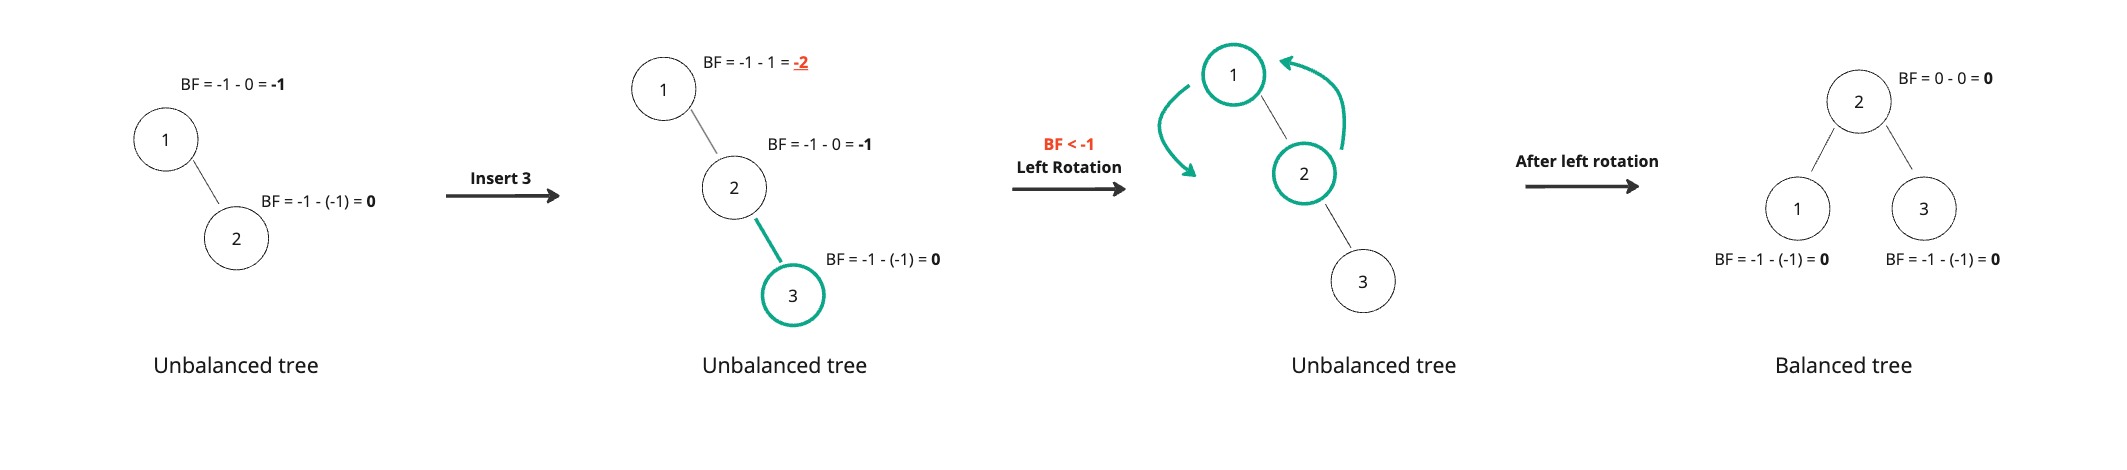 BF = -1 - 0 = -1
1
BF = -1 - (-1) = 0
2
Unbalanced tree
Insert 3
BF = -1 - 1 = -2
1
BF = -1 - 0 = -1
2
BF = -1 - (-1) = 0
3
Unbalanced tree
BF < -1
Left Rotation
1
2
3
Unbalanced tree
After left rotation
BF = 0 - 0 = 0
2
1
3
BF = -1 - (-1) = 0
BF = -1 - (-1) = 0
Balanced tree